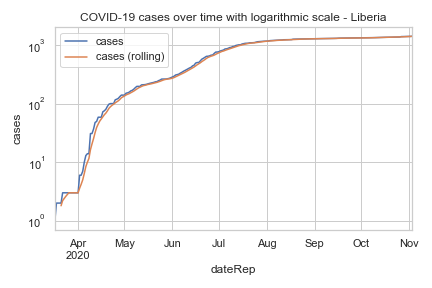 COVID-19 cases over time with logarithmic scale - Liberia
cases
cases (rolling)
10³
10²
10¹
10⁰
cases
Apr May Jun Jul Aug Sep Oct Nov
2020
dateRep